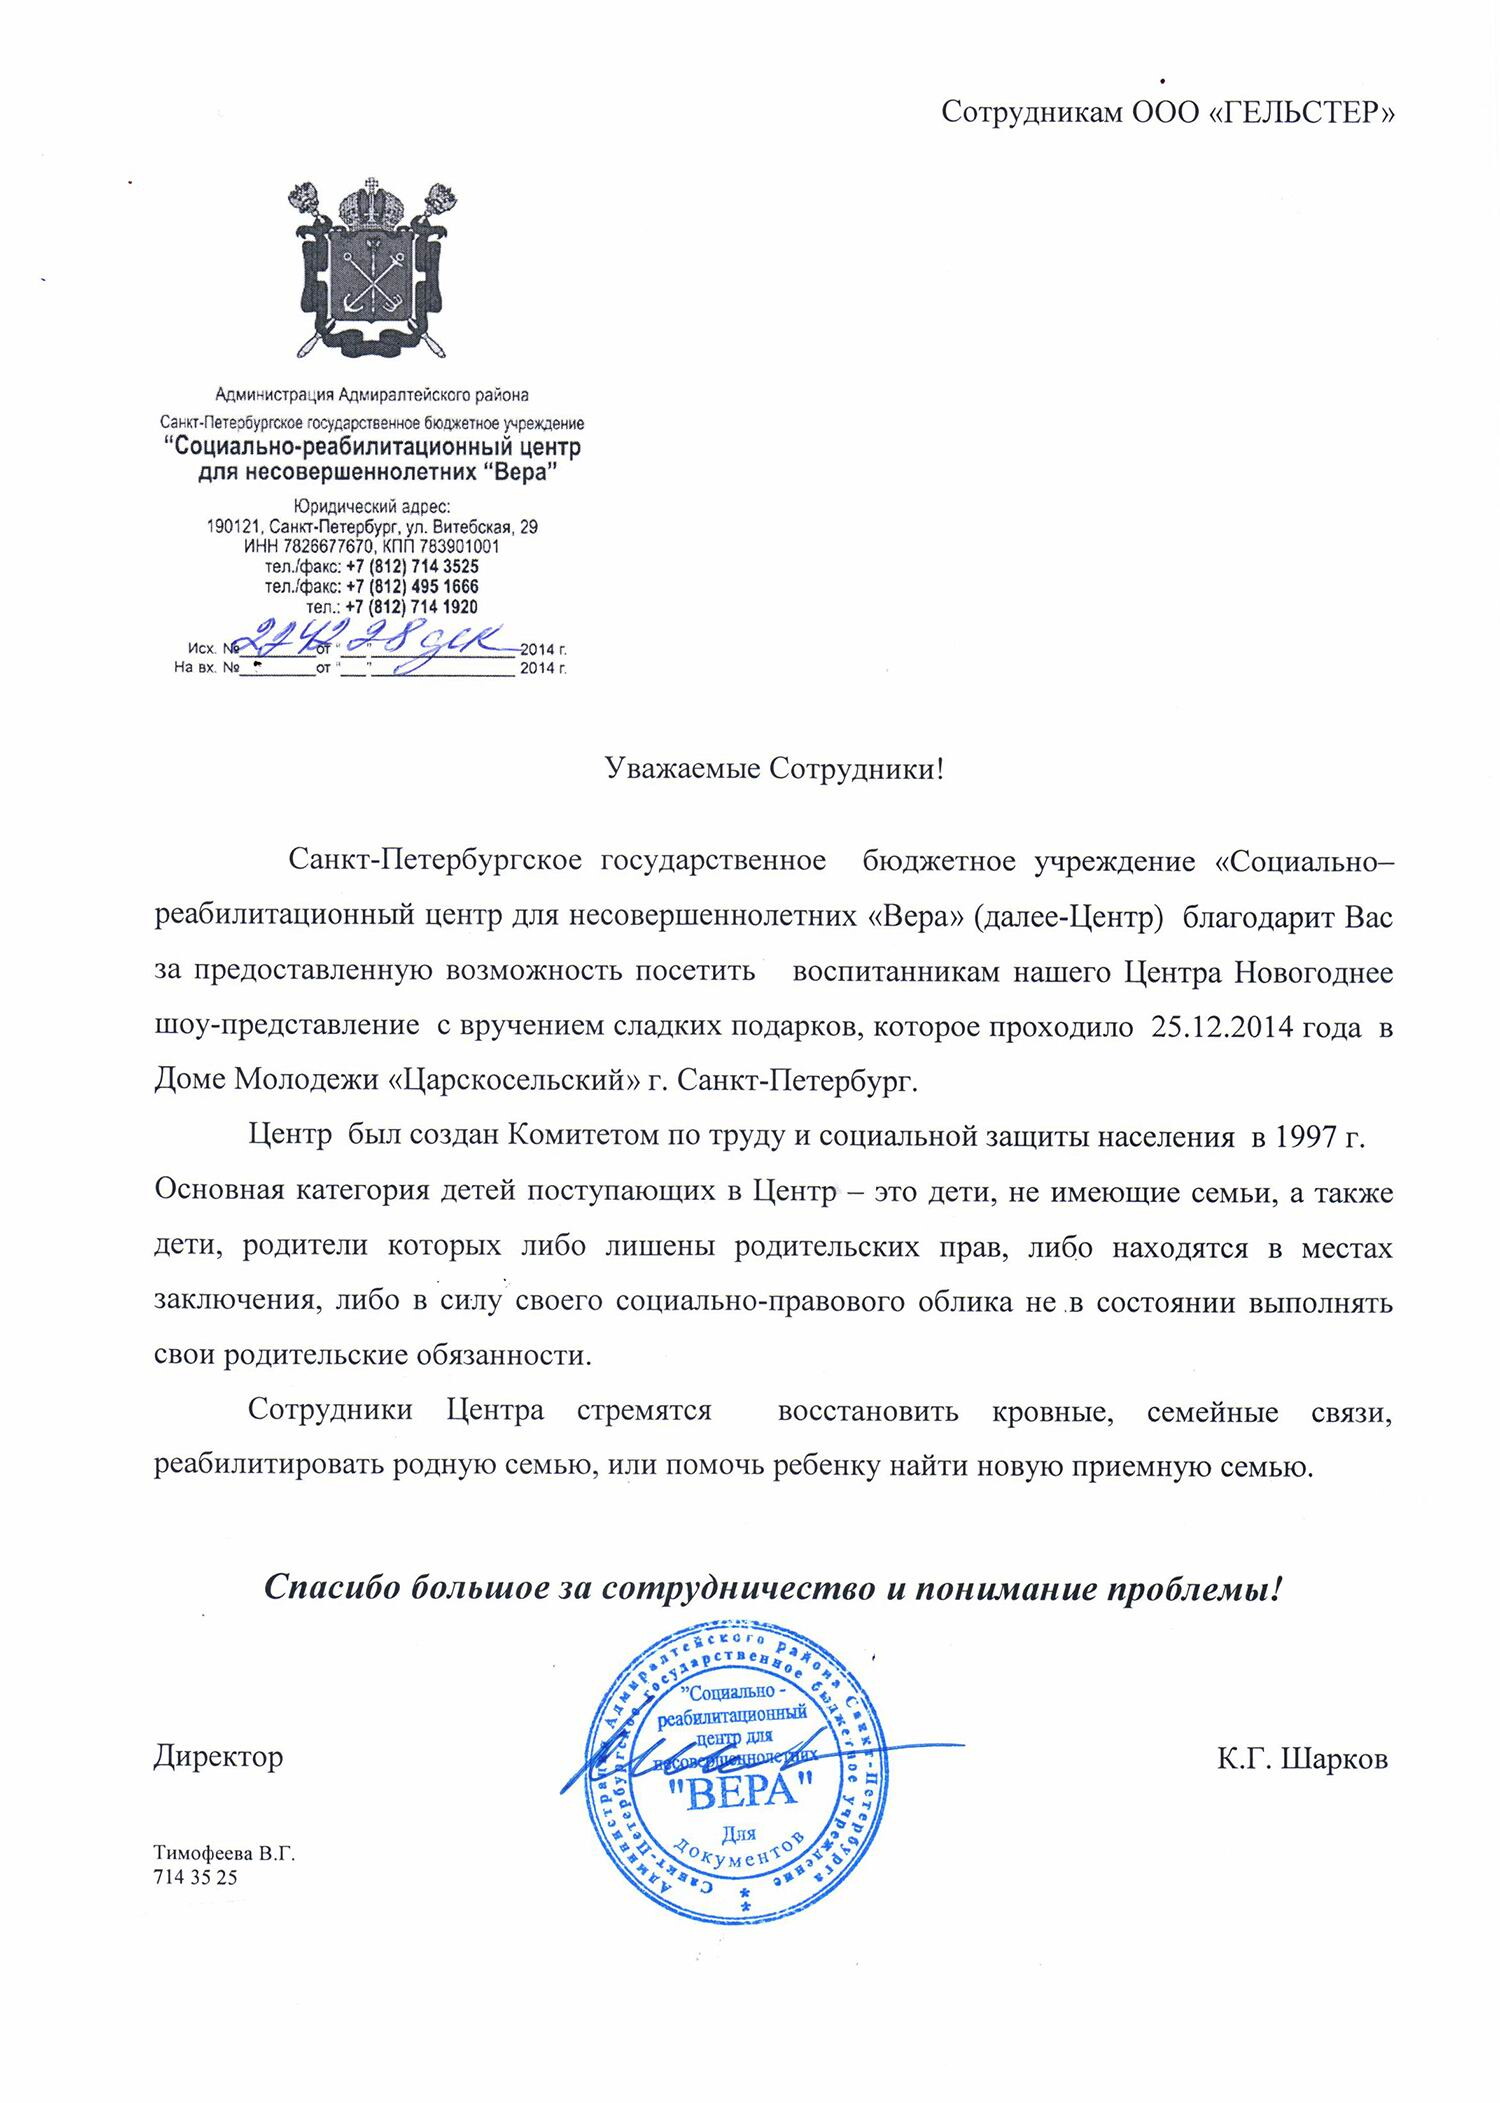 Сотрудникам ООО «ГЕЛЬСТЕР»
Администрация Адмиралтейского района
Санкт-Петербургское государственное бюджетное учреждение
“Социально-реабилитационный центр
для несовершеннолетних “Вера”
Юридический адрес:
190121, Санкт-Петербург, ул. Витебская, 29
ИНН 7826677670, КПП 783901001
тел./факс: +7 (812) 714 3525
тел./факс: +7 (812) 495 1666
тел.: +7 (812) 714 1920
Исх. № 2742 от “ 28 ” дек 2014 г.
На вх. №________от “___” ________________ 2014 г.
Уважаемые Сотрудники!
Санкт-Петербургское государственное бюджетное учреждение «Социально–
реабилитационный центр для несовершеннолетних «Вера» (далее-Центр) благодарит Вас
за предоставленную возможность посетить воспитанникам нашего Центра Новогоднее
шоу-представление с вручением сладких подарков, которое проходило 25.12.2014 года в
Доме Молодежи «Царскосельский» г. Санкт-Петербург.
Центр был создан Комитетом по труду и социальной защиты населения в 1997 г.
Основная категория детей поступающих в Центр – это дети, не имеющие семьи, а также
дети, родители которых либо лишены родительских прав, либо находятся в местах
заключения, либо в силу своего социально-правового облика не в состоянии выполнять
свои родительские обязанности.
Сотрудники Центра стремятся восстановить кровные, семейные связи,
реабилитировать родную семью, или помочь ребенку найти новую приемную семью.
Спасибо большое за сотрудничество и понимание проблемы!
Администрация Адмиралтейского района Санкт-Петербурга
Санкт-Петербургское государственное бюджетное учреждение
"Социально -
реабилитационный
центр для
несовершеннолетних
"ВЕРА"
Для
документов
Директор
К.Г. Шарков
Тимофеева В.Г.
714 35 25